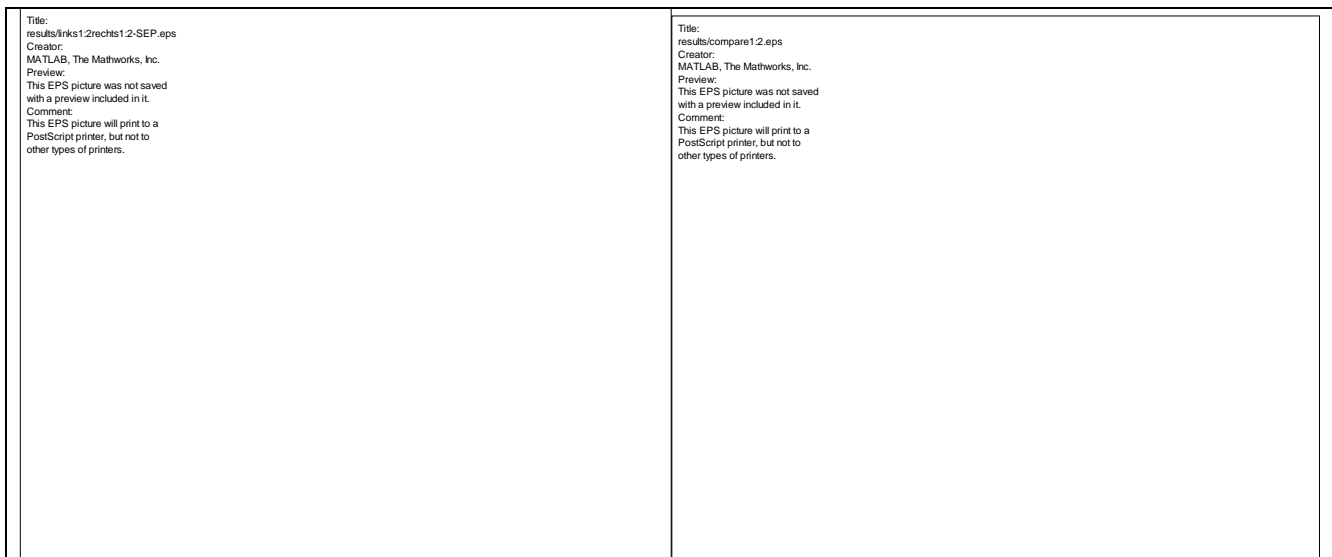 Title:
results/links1:2rechts1:2-SEP.eps
Creator:
MATLAB, The Mathworks, Inc.
Preview:
This EPS picture was not saved
with a preview included in it.
Comment:
This EPS picture will print to a
PostScript printer, but not to
other types of printers.
Title:
results/compare1:2.eps
Creator:
MATLAB, The Mathworks, Inc.
Preview:
This EPS picture was not saved
with a preview included in it.
Comment:
This EPS picture will print to a
PostScript printer, but not to
other types of printers.